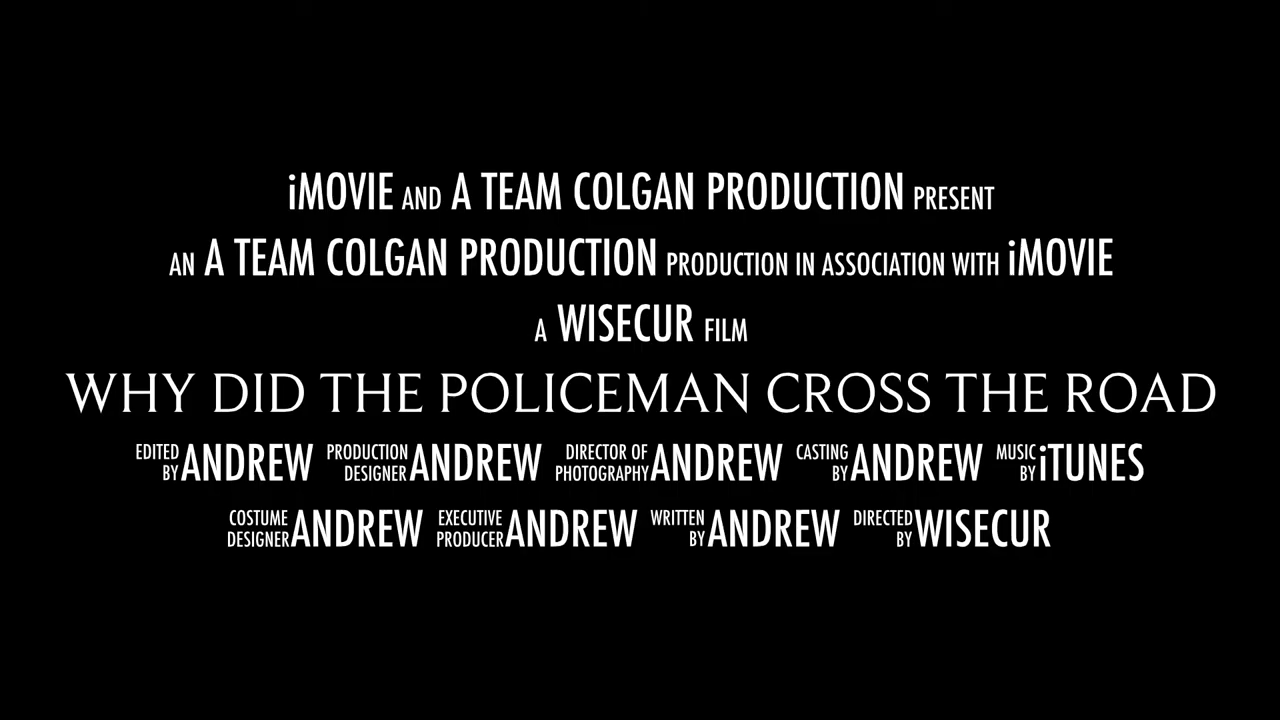 iMOVIE AND A TEAM COLGAN PRODUCTION PRESENT
AN A TEAM COLGAN PRODUCTION PRODUCTION IN ASSOCIATION WITH iMOVIE
A WISECUR FILM
WHY DID THE POLICEMAN CROSS THE ROAD
EDITED BY ANDREW PRODUCTION DESIGNER ANDREW DIRECTOR OF PHOTOGRAPHY ANDREW CASTING BY ANDREW MUSIC BY iTUNES
COSTUME DESIGNER ANDREW EXECUTIVE PRODUCER ANDREW WRITTEN BY ANDREW DIRECTED BY WISECUR